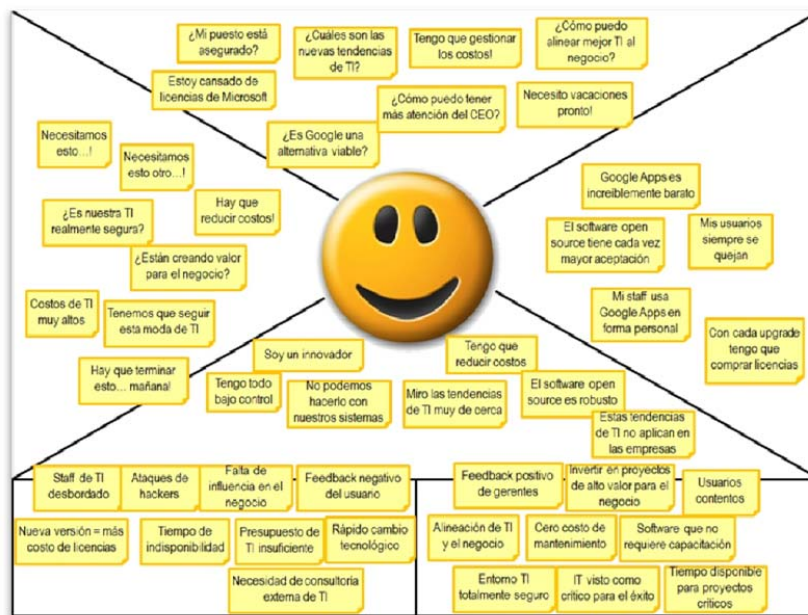 ¿Mi puesto está
asegurado?
¿Cuáles son las
nuevas tendencias
de TI?
Tengo que gestionar
los costos!
¿Cómo puedo
alinear mejor TI al
negocio?
Estoy cansado de
licencias de Microsoft
¿Cómo puedo tener
más atención del CEO?
Necesito vacaciones
pronto!
¿Es Google una
alternativa viable?
Necesitamos
esto...!
Necesitamos
esto otro...!
Hay que
reducir costos!
¿Es nuestra TI
realmente segura?
¿Están creando valor
para el negocio?
Costos de TI
muy altos
Tenemos que seguir
esta moda de TI
Hay que terminar
esto... mañana!
Google Apps es
increiblemente barato
El software open
source tiene cada vez
mayor aceptación
Mis usuarios
siempre se
quejan
Mi staff usa
Google Apps en
forma personal
Con cada upgrade
tengo que
comprar licencias
Soy un innovador
Tengo que
reducir costos
Tengo todo
bajo control
No podemos
hacerlo con
nuestros sistemas
Miro las tendencias
de TI muy de cerca
El software open
source es robusto
Estas tendencias
de TI no aplican en
las empresas
Staff de TI
desbordado
Ataques de
hackers
Falta de
influencia en el
negocio
Feedback negativo
del usuario
Nueva versión = más
costo de licencias
Tiempo de
indisponibilidad
Presupuesto de
TI insuficiente
Rápido cambio
tecnológico
Necesidad de consultoria
externa de TI
Feedback positivo
de gerentes
Invertir en proyectos
de alto valor para el
negocio
Usuarios
contentos
Alineación de TI
y el negocio
Cero costo de
mantenimiento
Software que no
requiere capacitación
Entorno TI
totalmente seguro
IT visto como
crítico para el éxito
Tiempo disponible
para proyectos
críticos